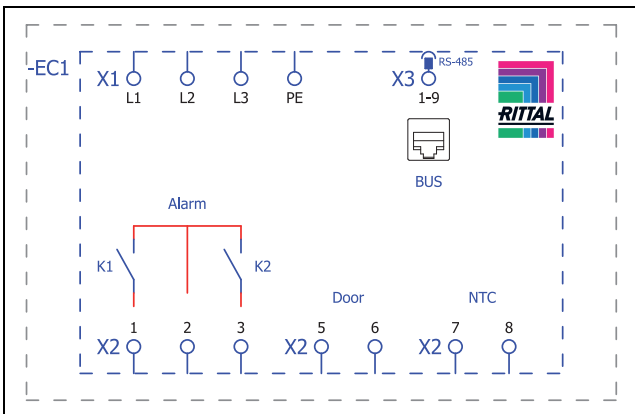 -EC1
X1
L1 L2 L3 PE
X3 RS-485
1-9
RITTAL
BUS
Alarm
K1 K2
Door NTC
1 2 3 5 6 7 8
X2 X2 X2